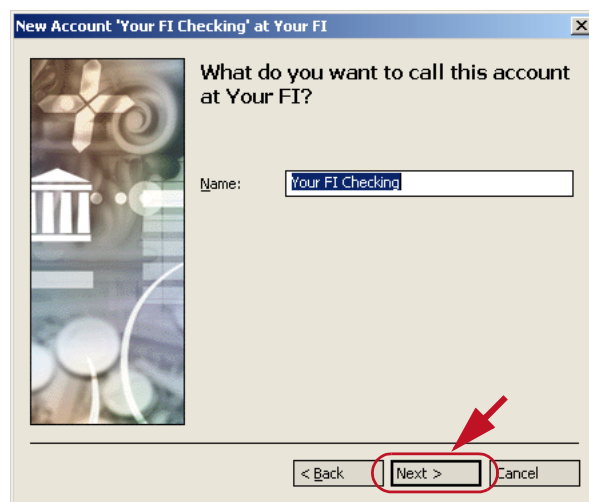 New Account 'Your FI Checking' at Your FI
What do you want to call this account
at Your FI?
Name: Your FI Checking
< Back Next > Cancel